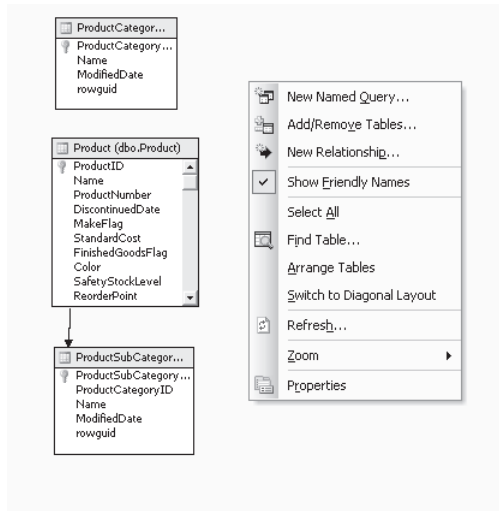 ProductCategor...
ProductCategory...
Name
ModifiedDate
rowguid
Product (dbo.Product)
ProductID
Name
ProductNumber
DiscontinuedDate
MakeFlag
StandardCost
FinishedGoodsFlag
Color
SafetyStockLevel
ReorderPoint
ProductSubCategor...
ProductSubCategory...
ProductCategoryID
Name
ModifiedDate
rowguid
New Named Query...
Add/Remove Tables...
New Relationship...
Show Friendly Names
Select All
Find Table...
Arrange Tables
Switch to Diagonal Layout
Refresh...
Zoom
Properties